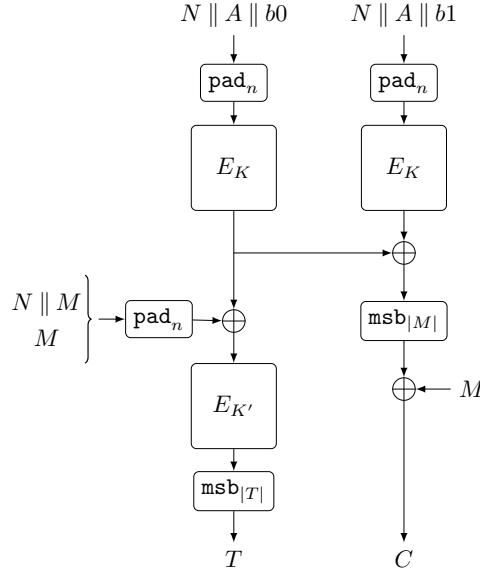 N ∥ A ∥ b0 N ∥ A ∥ b1
pad_n pad_n
E_K E_K
N ∥ M
M
pad_n
msb_|M|
E_K′
M
msb_|T|
T C